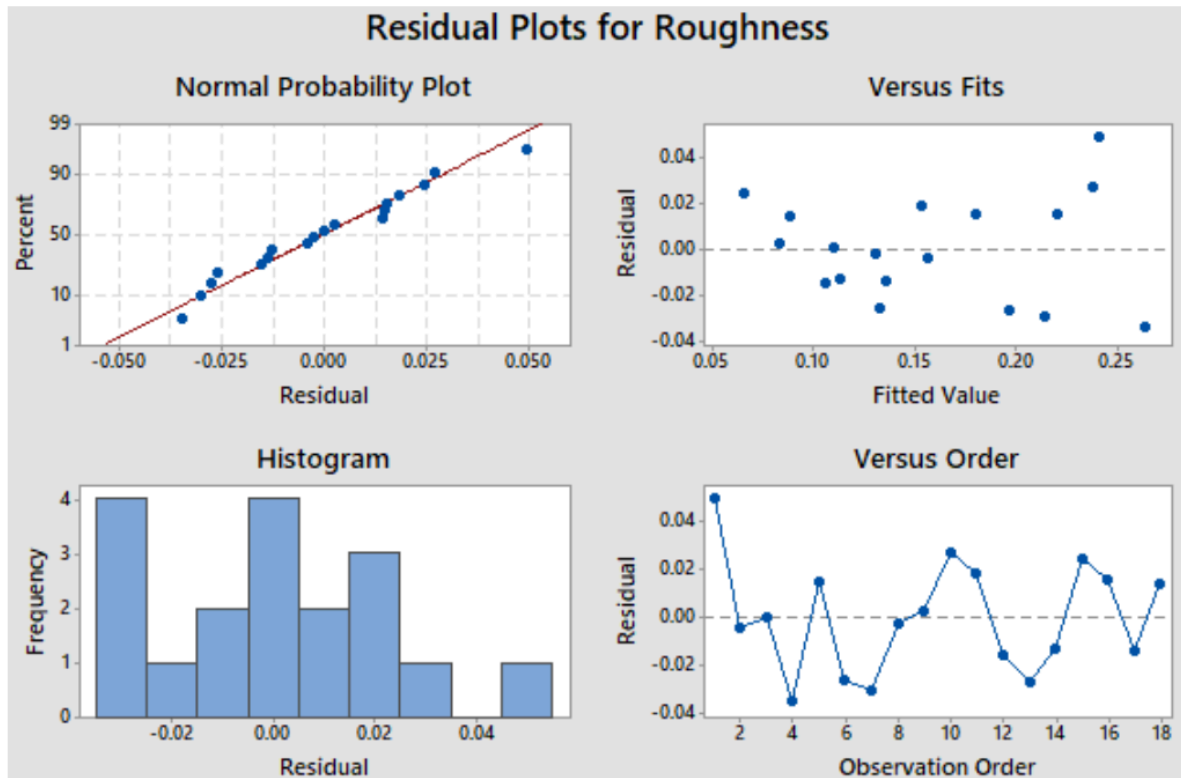 Residual Plots for Roughness
Normal Probability Plot
99
90
50
10
1
Percent
-0.050 -0.025 0.000 0.025 0.050
Residual
Versus Fits
0.04
0.02
0.00
-0.02
-0.04
Residual
0.05 0.10 0.15 0.20 0.25
Fitted Value
Histogram
4
3
2
1
0
Frequency
-0.02 0.00 0.02 0.04
Residual
Versus Order
0.04
0.02
0.00
-0.02
-0.04
Residual
2 4 6 8 10 12 14 16 18
Observation Order